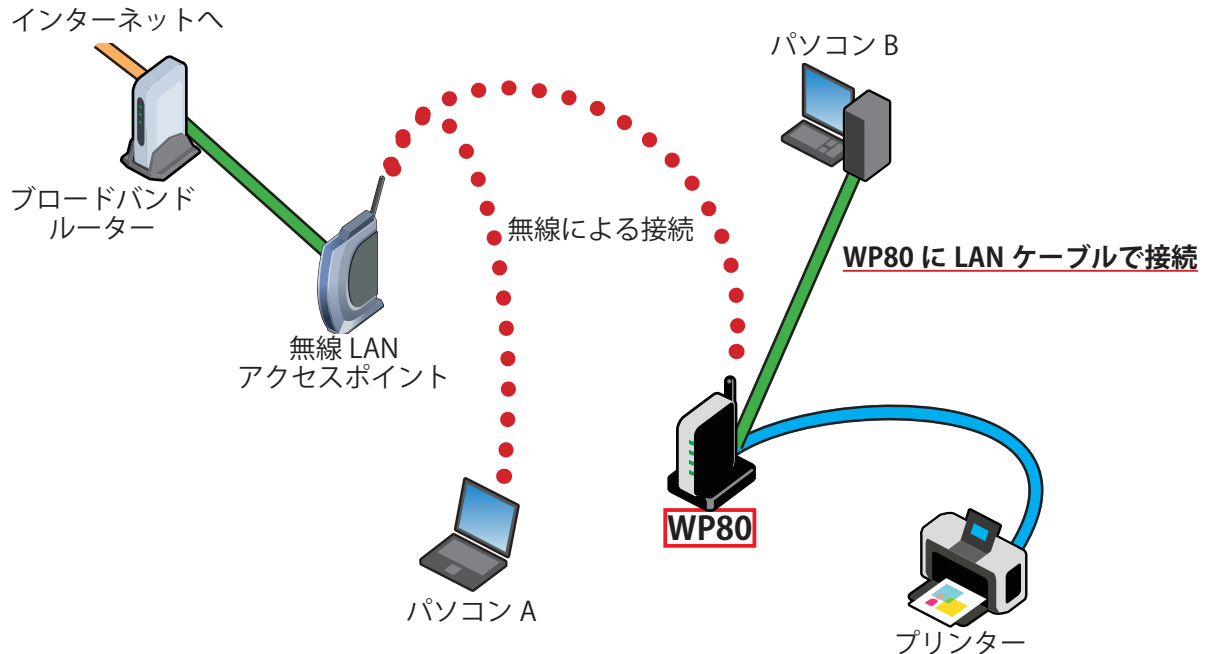 インターネットへ
パソコン B
ブロードバンド
ルーター
無線による接続
WP80 に LAN ケーブルで接続
無線 LAN
アクセスポイント
WP80
パソコン A
プリンター